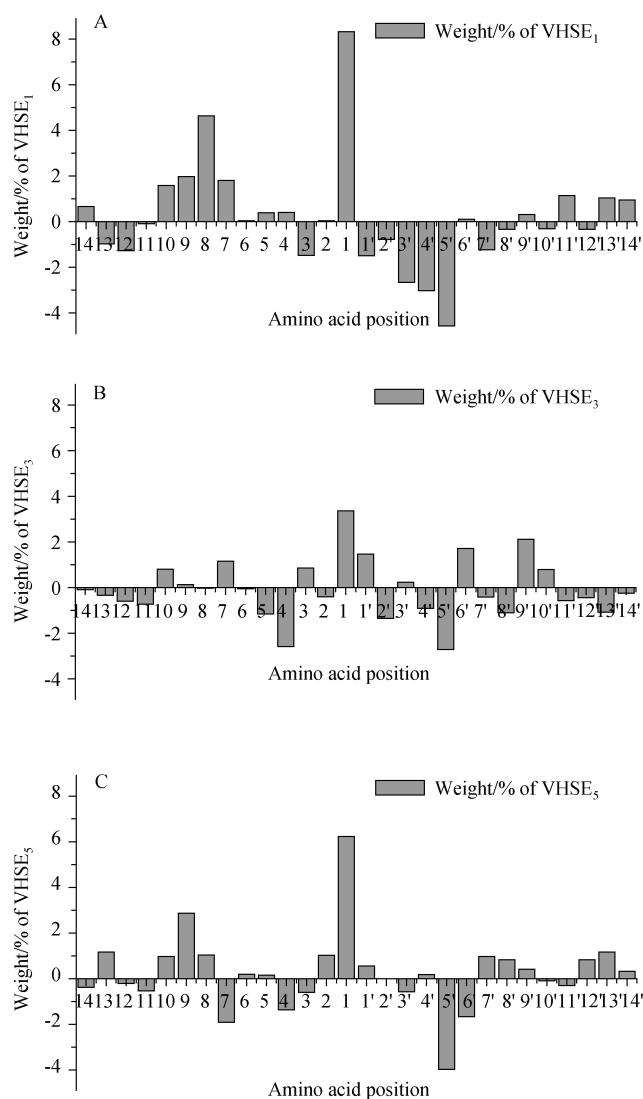 A
Weight/% of VHSE₁
8
6
4
2
0
-2
-4
Weight/% of VHSE₁
14 13 12 11 10 9 8 7 6 5 4 3 2 1 1' 2' 3' 4' 5' 6' 7' 8' 9' 10' 11' 12' 13' 14'
Amino acid position
B
Weight/% of VHSE₃
8
6
4
2
0
-2
-4
Weight/% of VHSE₃
14 13 12 11 10 9 8 7 6 5 4 3 2 1 1' 2' 3' 4' 5' 6' 7' 8' 9' 10' 11' 12' 13' 14'
Amino acid position
C
Weight/% of VHSE₅
8
6
4
2
0
-2
-4
Weight/% of VHSE₅
14 13 12 11 10 9 8 7 6 5 4 3 2 1 1' 2' 3' 4' 5' 6 7' 8' 9' 10' 11' 12' 13' 14'
Amino acid position